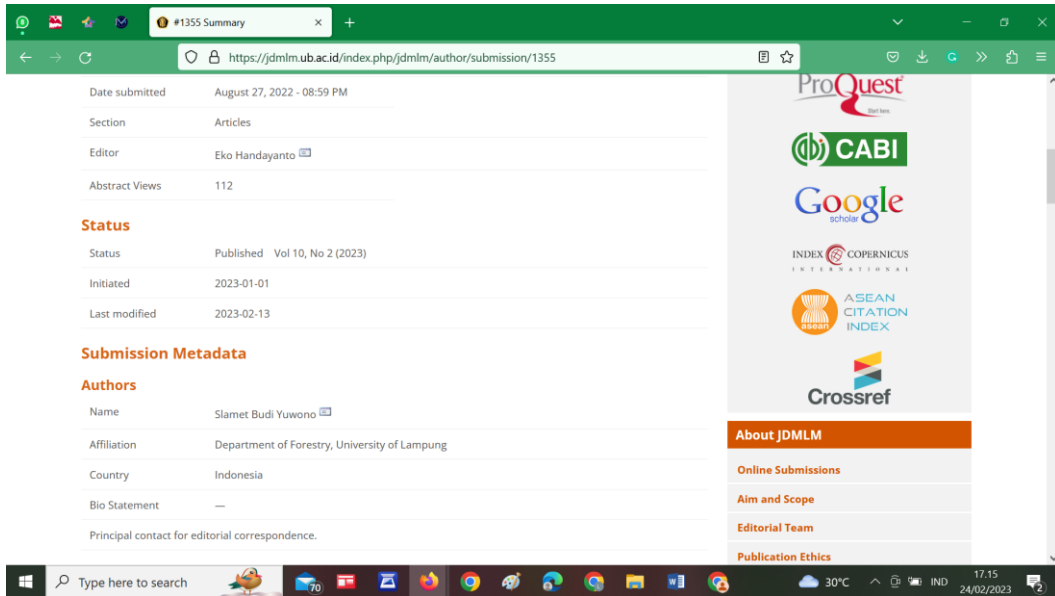 #1355 Summary
https://jdmlm.ub.ac.id/index.php/jdmlm/author/submission/1355
Date submitted August 27, 2022 - 08:59 PM
Section Articles
Editor Eko Handayanto
Abstract Views 112
Status
Status Published Vol 10, No 2 (2023)
Initiated 2023-01-01
Last modified 2023-02-13
Submission Metadata
Authors
Name Slamet Budi Yuwono
Affiliation Department of Forestry, University of Lampung
Country Indonesia
Bio Statement —
Principal contact for editorial correspondence.
ProQuest
Start here.
CABI
Google
scholar
INDEX COPERNICUS
INTERNATIONAL
ASEAN
CITATION
INDEX
asean
Crossref
About JDMLM
Online Submissions
Aim and Scope
Editorial Team
Publication Ethics
Type here to search
70
30°C
IND
17.15
24/02/2023
2